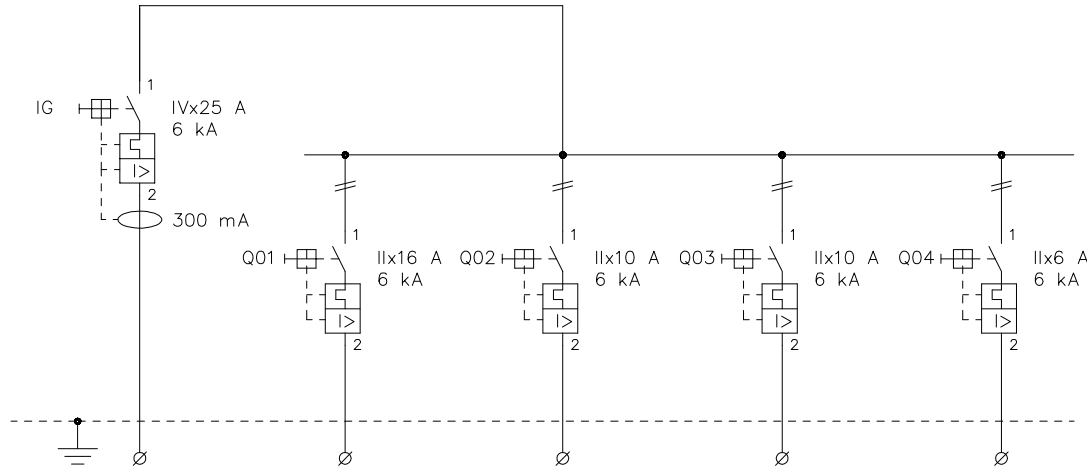 1
IG
IVx25 A
6 kA
I>
2
300 mA
1
1
1
1
Q01
IIx16 A
Q02
IIx10 A
Q03
IIx10 A
Q04
IIx6 A
6 kA
6 kA
6 kA
6 kA
I>
I>
I>
I>
2
2
2
2